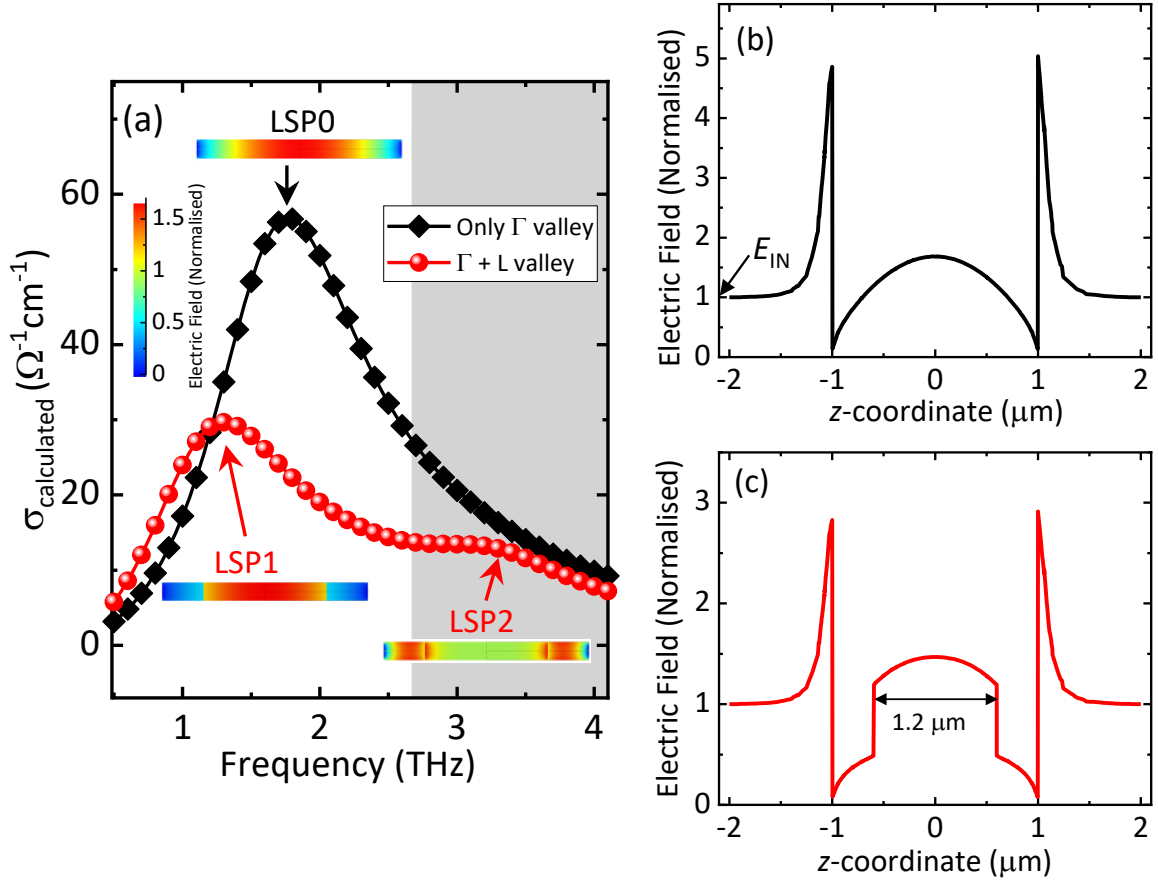 (a)
LSP0
Electric Field (Normalised)
1.5
1
0.5
0
Only Γ valley
Γ + L valley
LSP1
LSP2
σcalculated (Ω⁻¹cm⁻¹)
60
40
20
0
1 2 3 4
Frequency (THz)
(b)
Electric Field (Normalised)
5
4
3
2
1
0
E_IN
-2 -1 0 1 2
z-coordinate (μm)
(c)
Electric Field (Normalised)
3
2
1
0
1.2 μm
-2 -1 0 1 2
z-coordinate (μm)